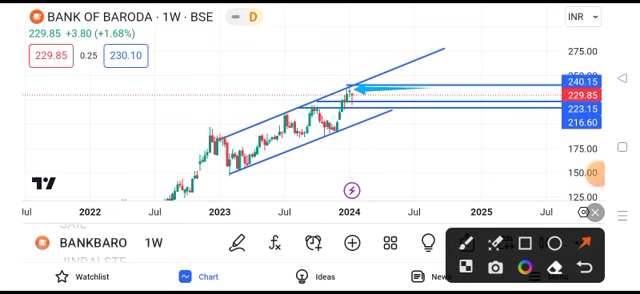 BANK OF BARODA · 1W · BSE
D
INR
229.85 +3.80 (+1.68%)
229.85 0.25 230.10
275.00
240.15
229.85
223.15
216.60
175.00
150.00
125.00
2022 Jul 2023 Jul 2024 Jul 2025 Jul
BANKBARO 1W
JINDALSTE
Watchlist Chart Ideas News Menu